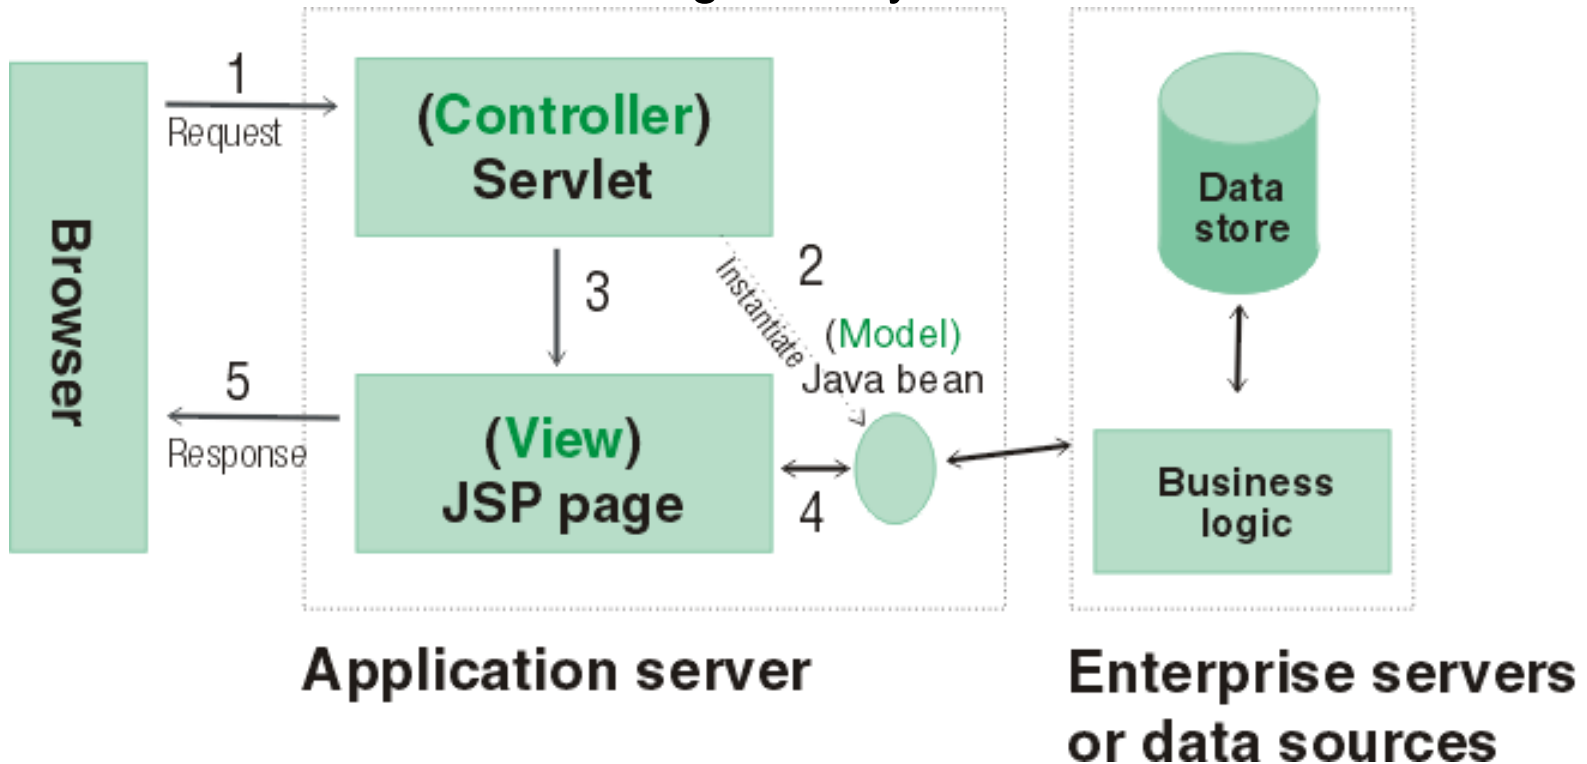 1
Request
(Controller)
Servlet
Browser
2
Instantiate
3
(Model)
Java bean
5
Response
(View)
JSP page
4
Data
store
Business
logic
Application server
Enterprise servers
or data sources